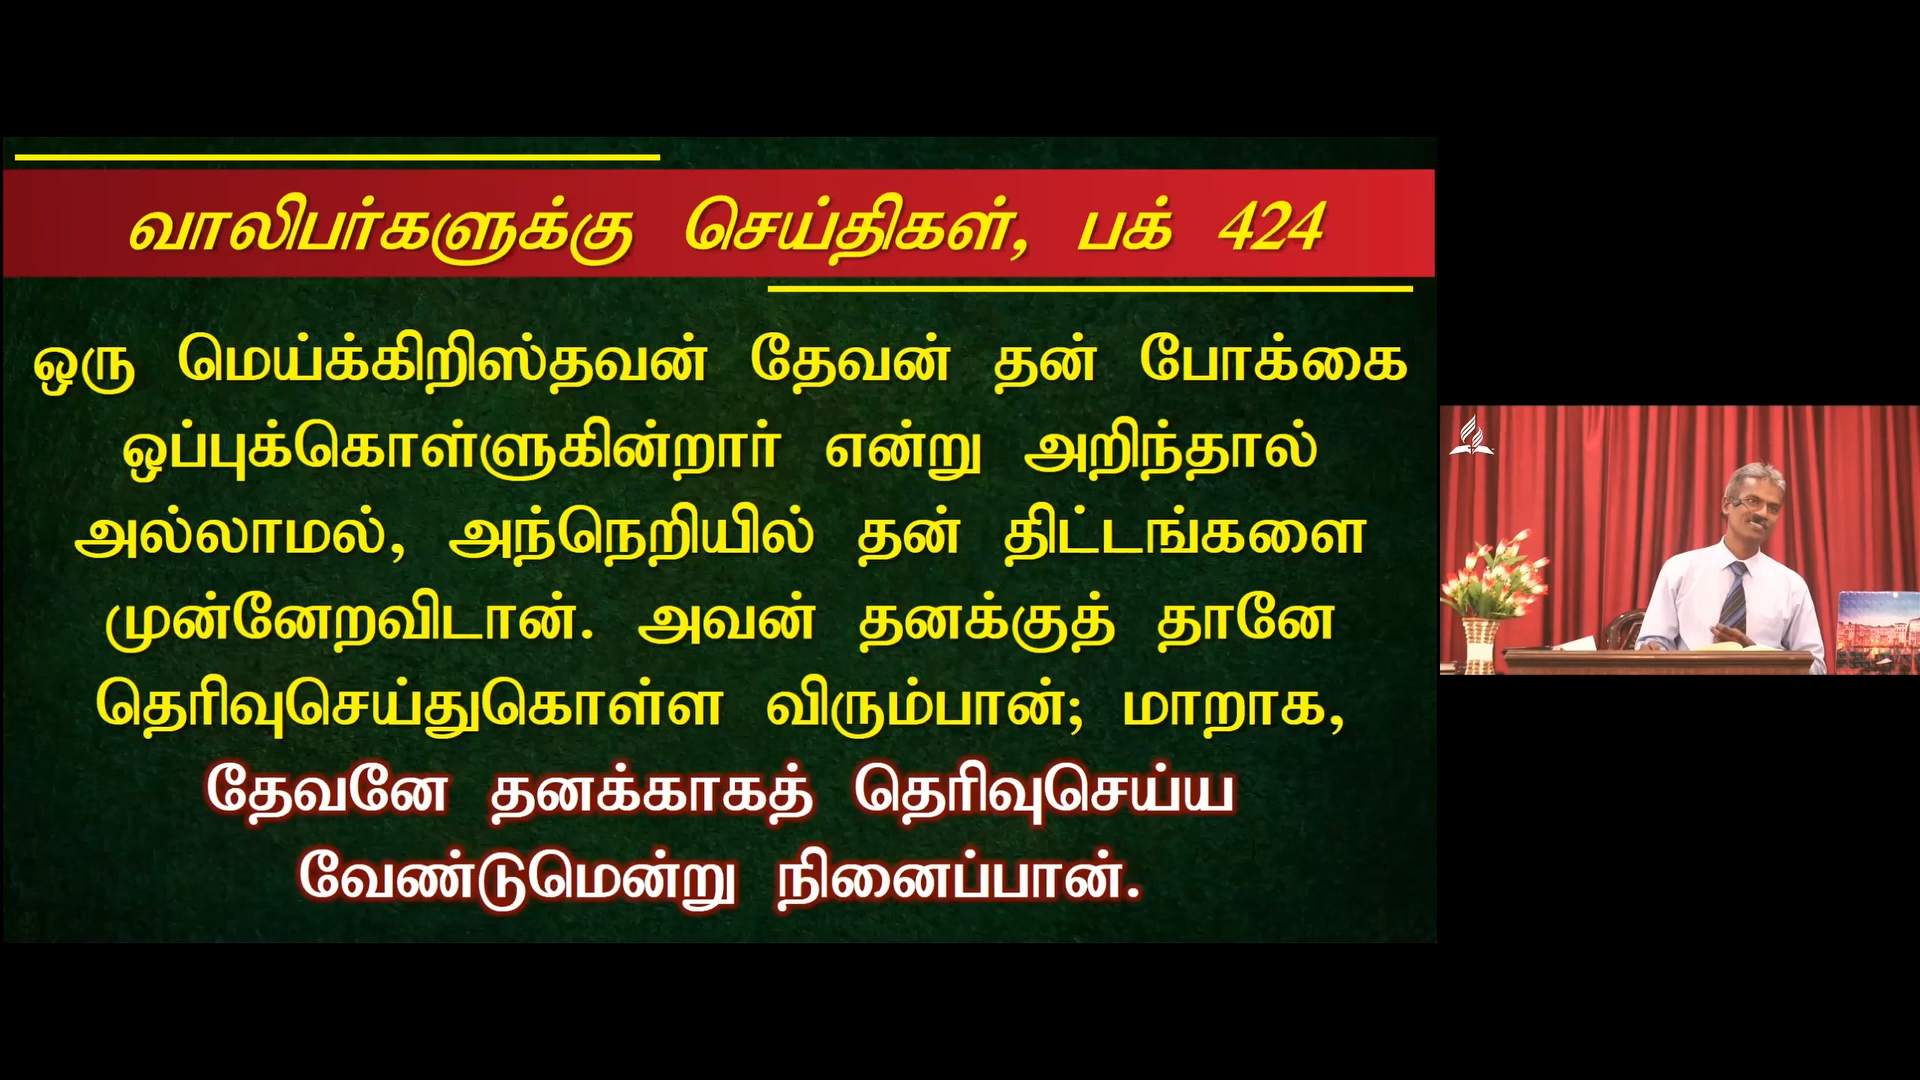 வாலிபர்களுக்கு செய்திகள், பக் 424
ஒரு மெய்க்கிறிஸ்தவன் தேவன் தன் போக்கை
ஒப்புக்கொள்ளுகின்றார் என்று அறிந்தால்
அல்லாமல், அந்நெறியில் தன் திட்டங்களை
முன்னேறவிடான். அவன் தனக்குத் தானே
தெரிவுசெய்துகொள்ள விரும்பான்; மாறாக,
தேவனே தனக்காகத் தெரிவுசெய்ய
வேண்டுமென்று நினைப்பான்.